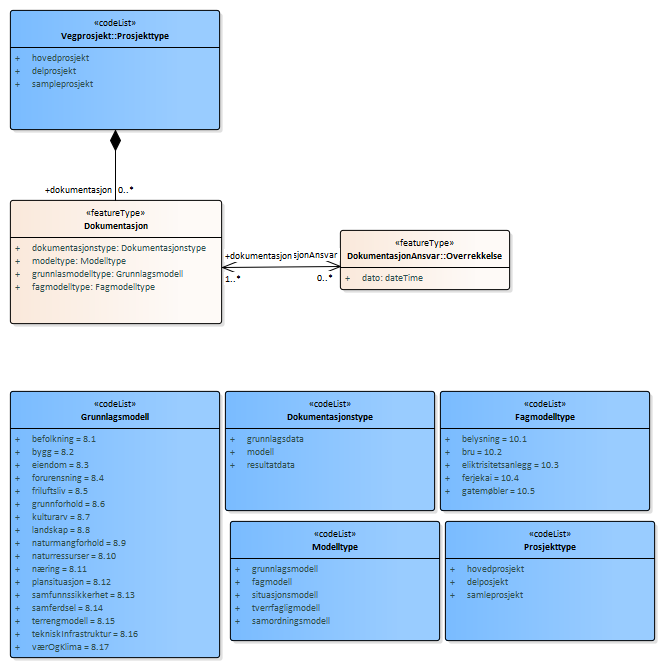 «codeList»
Vegprosjekt::Prosjekttype
+ hovedprosjekt
+ delprosjekt
+ sampleprosjekt
+dokumentasjon 0..*
«featureType»
Dokumentasjon
+ dokumentasjonstype: Dokumentasjonstype
+ modeltype: Modelltype
+ grunnlasmodelltype: Grunnlagsmodell
+ fagmodelltype: Fagmodelltype
+dokumentasjon sjonAnsvar
1..* 0..*
«featureType»
DokumentasjonAnsvar::Overrekkelse
+ dato: dateTime
«codeList»
Grunnlagsmodell
+ befolkning = 8.1
+ bygg = 8.2
+ eiendom = 8.3
+ forurensning = 8.4
+ friluftsliv = 8.5
+ grunnforhold = 8.6
+ kulturarv = 8.7
+ landskap = 8.8
+ naturmangforhold = 8.9
+ naturressurser = 8.10
+ næring = 8.11
+ plansituasjon = 8.12
+ samfunnssikkerhet = 8.13
+ samferdsel = 8.14
+ terrengmodell = 8.15
+ tekniskInfrastruktur = 8.16
+ værOgKlima = 8.17
«codeList»
Dokumentasjonstype
+ grunnlagsdata
+ modell
+ resultatdata
«codeList»
Fagmodelltype
+ belysning = 10.1
+ bru = 10.2
+ eliktrisitetsanlegg = 10.3
+ ferjekai = 10.4
+ gatemøbler = 10.5
«codeList»
Modelltype
+ grunnlagsmodell
+ fagmodell
+ situasjonsmodell
+ tverrfagligmodell
+ samordningsmodell
«codeList»
Prosjekttype
+ hovedprosjekt
+ delposjekt
+ samleprosjekt